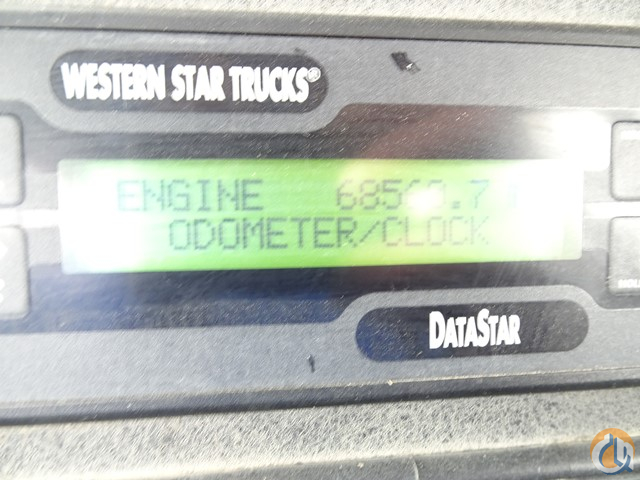 WESTERN STAR TRUCKS®
ENGINE
ODOMETER/CLOCK
DATASTAR